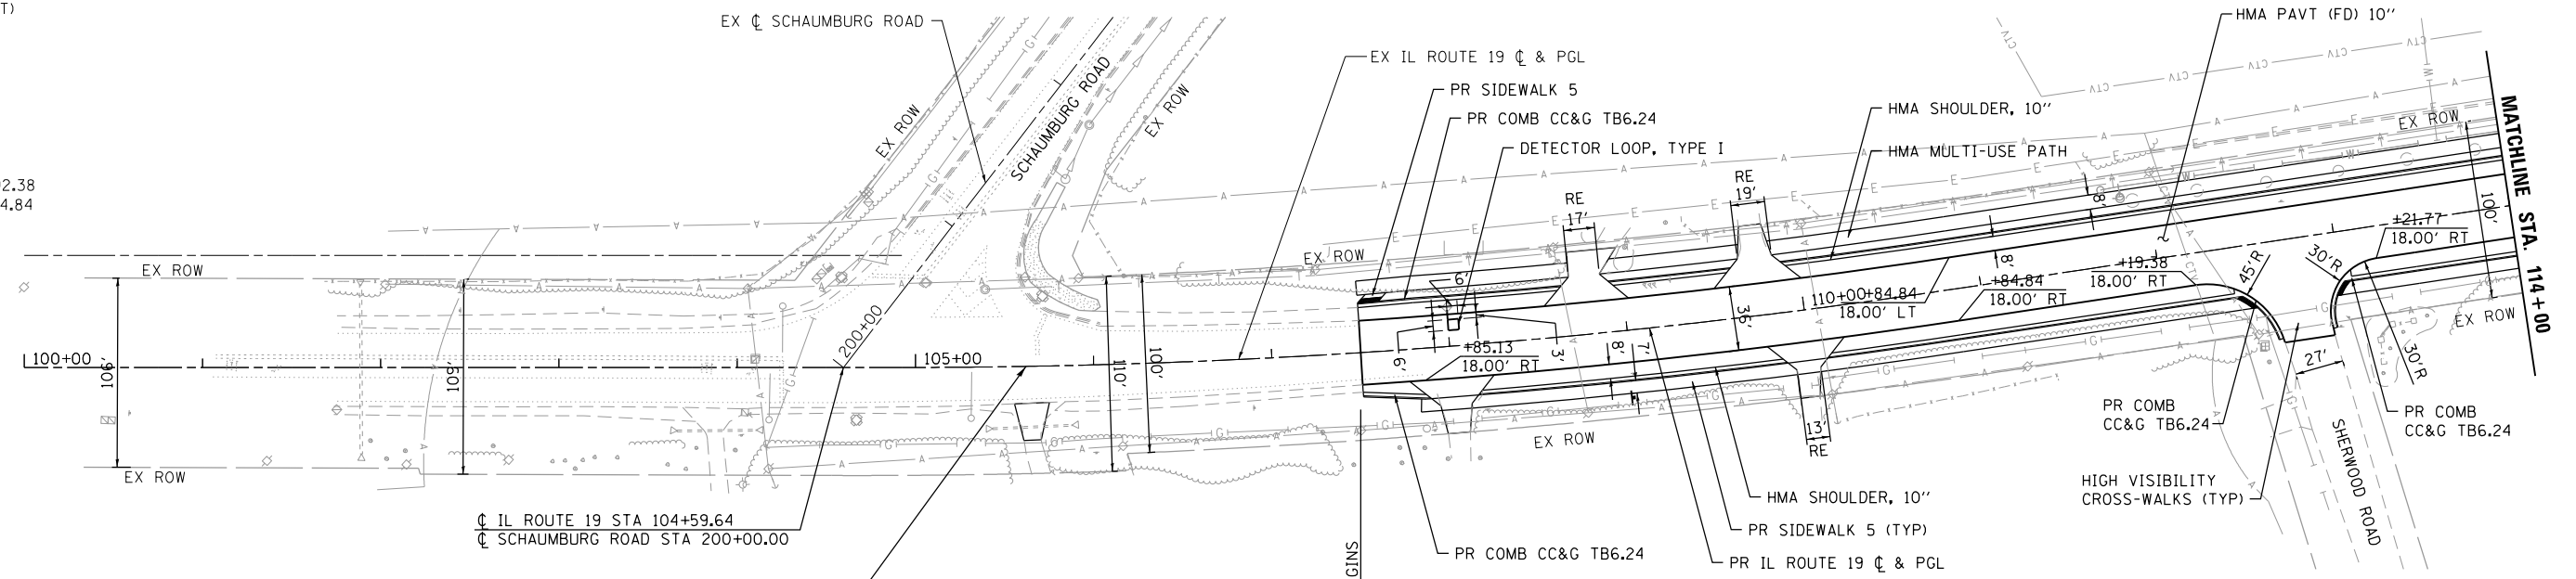 T)
EX ℄ SCHAUMBURG ROAD
HMA PAVT (FD) 10''
EX IL ROUTE 19 ℄ & PGL
PR SIDEWALK 5
PR COMB CC&G TB6.24
DETECTOR LOOP, TYPE I
HMA SHOULDER, 10''
HMA MULTI-USE PATH
MATCHLINE STA. 114+00
SCHAUMBURG ROAD
EX ROW
EX ROW
EX ROW
2.38
4.84
RE
17'
RE
19'
8'
100'
±21.77
18.00' RT
EX ROW
EX ROW
6'
8'
30'R
45'R
+19.38
18.00' RT
+84.84
18.00' RT
110+00+84.84
18.00' LT
36'
EX ROW
100+00
106'
109'
200+00
105+00
110'
100'
6'
+85.13
18.00' RT
3'
8'
7'
27'
30'R
13'
RE
EX ROW
EX ROW
PR COMB
CC&G TB6.24
PR COMB
CC&G TB6.24
SHERWOOD ROAD
HIGH VISIBILITY
CROSS-WALKS (TYP)
HMA SHOULDER, 10''
PR SIDEWALK 5 (TYP)
PR IL ROUTE 19 ℄ & PGL
PR COMB CC&G TB6.24
GINS
℄ IL ROUTE 19 STA 104+59.64
℄ SCHAUMBURG ROAD STA 200+00.00